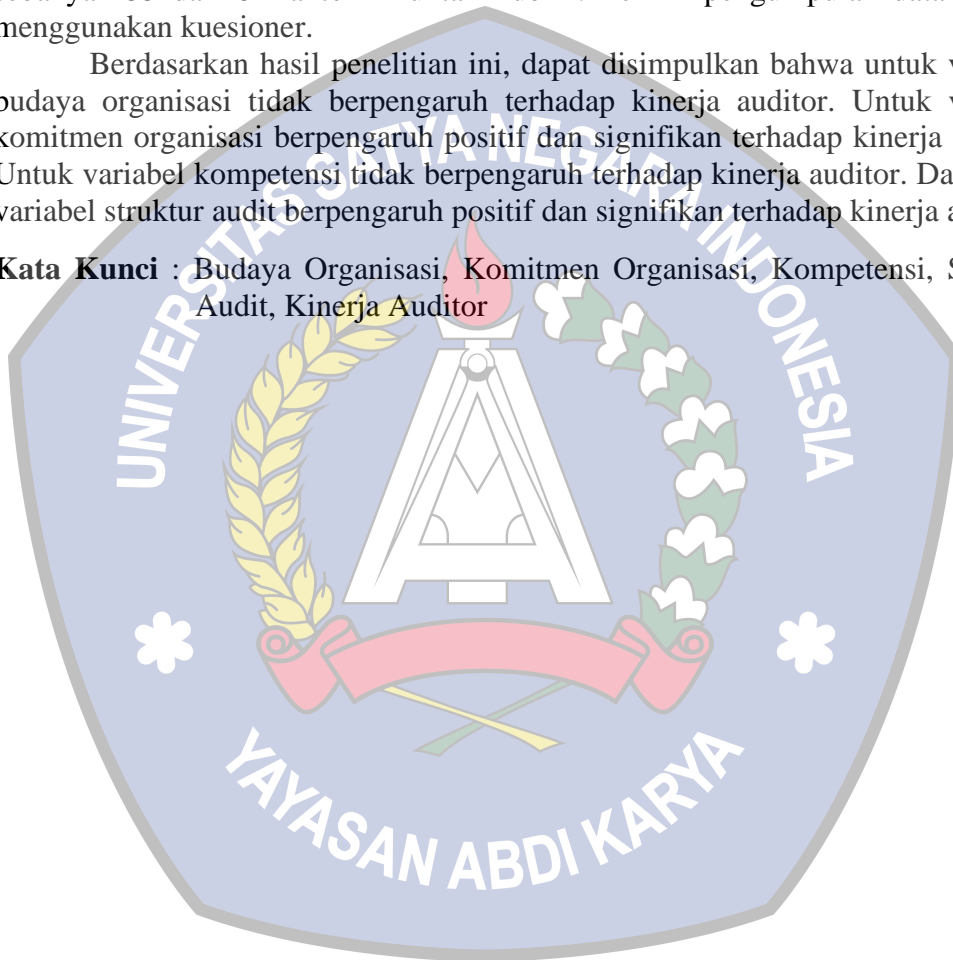 menggunakan kuesioner.
Berdasarkan hasil penelitian ini, dapat disimpulkan bahwa untuk
budaya organisasi tidak berpengaruh terhadap kinerja auditor. Untuk
komitmen organisasi berpengaruh positif dan signifikan terhadap kinerja
Untuk variabel kompetensi tidak berpengaruh terhadap kinerja auditor.
variabel struktur audit berpengaruh positif dan signifikan terhadap kinerja
Kata Kunci : Budaya Organisasi, Komitmen Organisasi, Kompetensi,
Audit, Kinerja Auditor
UNIVERSITAS SATYA NEGARA INDONESIA
YAYASAN ABDI KARYA